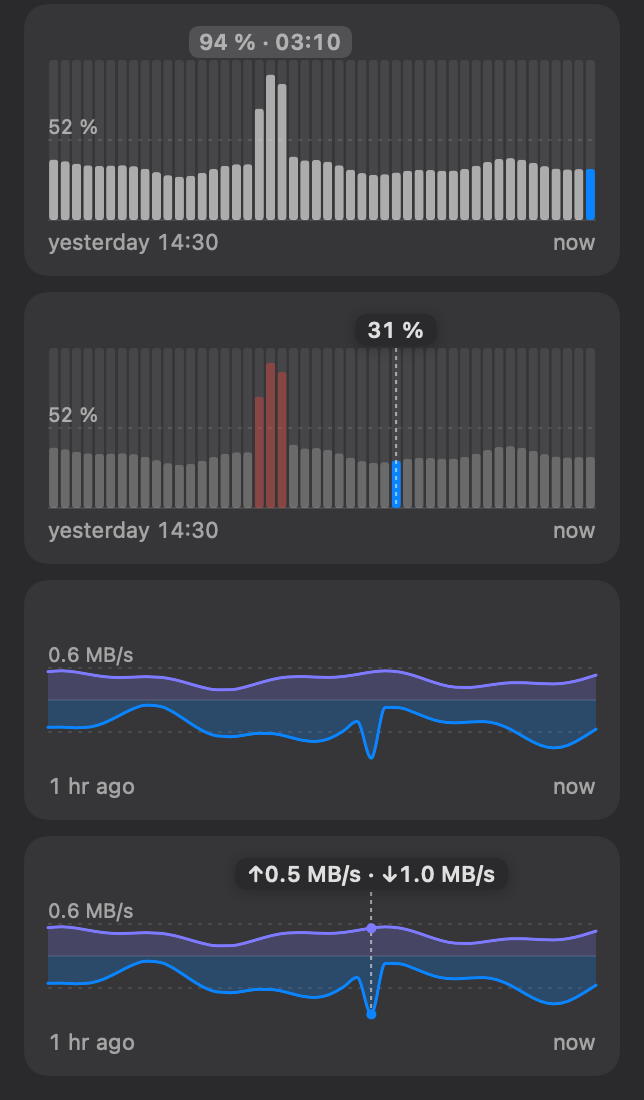 94 % · 03:10
52 %
yesterday 14:30 now
31 %
52 %
yesterday 14:30 now
0.6 MB/s
1 hr ago now
↑0.5 MB/s · ↓1.0 MB/s
0.6 MB/s
1 hr ago now